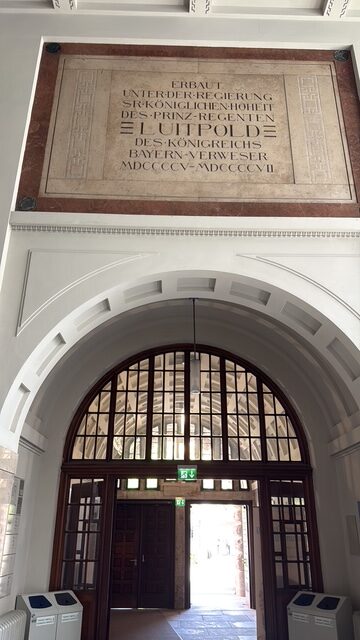 ERBAUT
UNTER·DER·REGIERUNG
SR·KÖNIGLICHEN·HOHEIT
DES·PRINZ-REGENTEN
LUITPOLD
DES·KÖNIGREICHS
BAYERN·VERWESER
MDCCCCV-MDCCCCVII